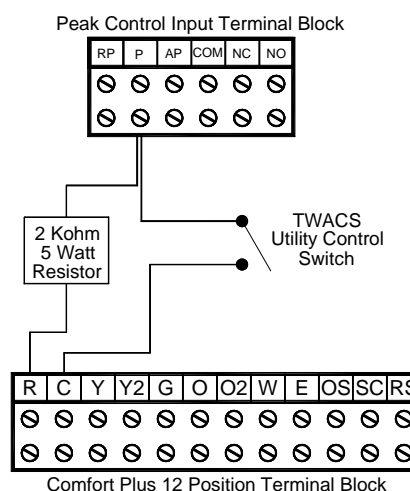 Peak Control Input Terminal Block
RP P AP COM NC NO
2 Kohm
5 Watt
Resistor
TWACS
Utility Control
Switch
R C Y Y2 G O O2 W E OS SC RS
Comfort Plus 12 Position Terminal Block